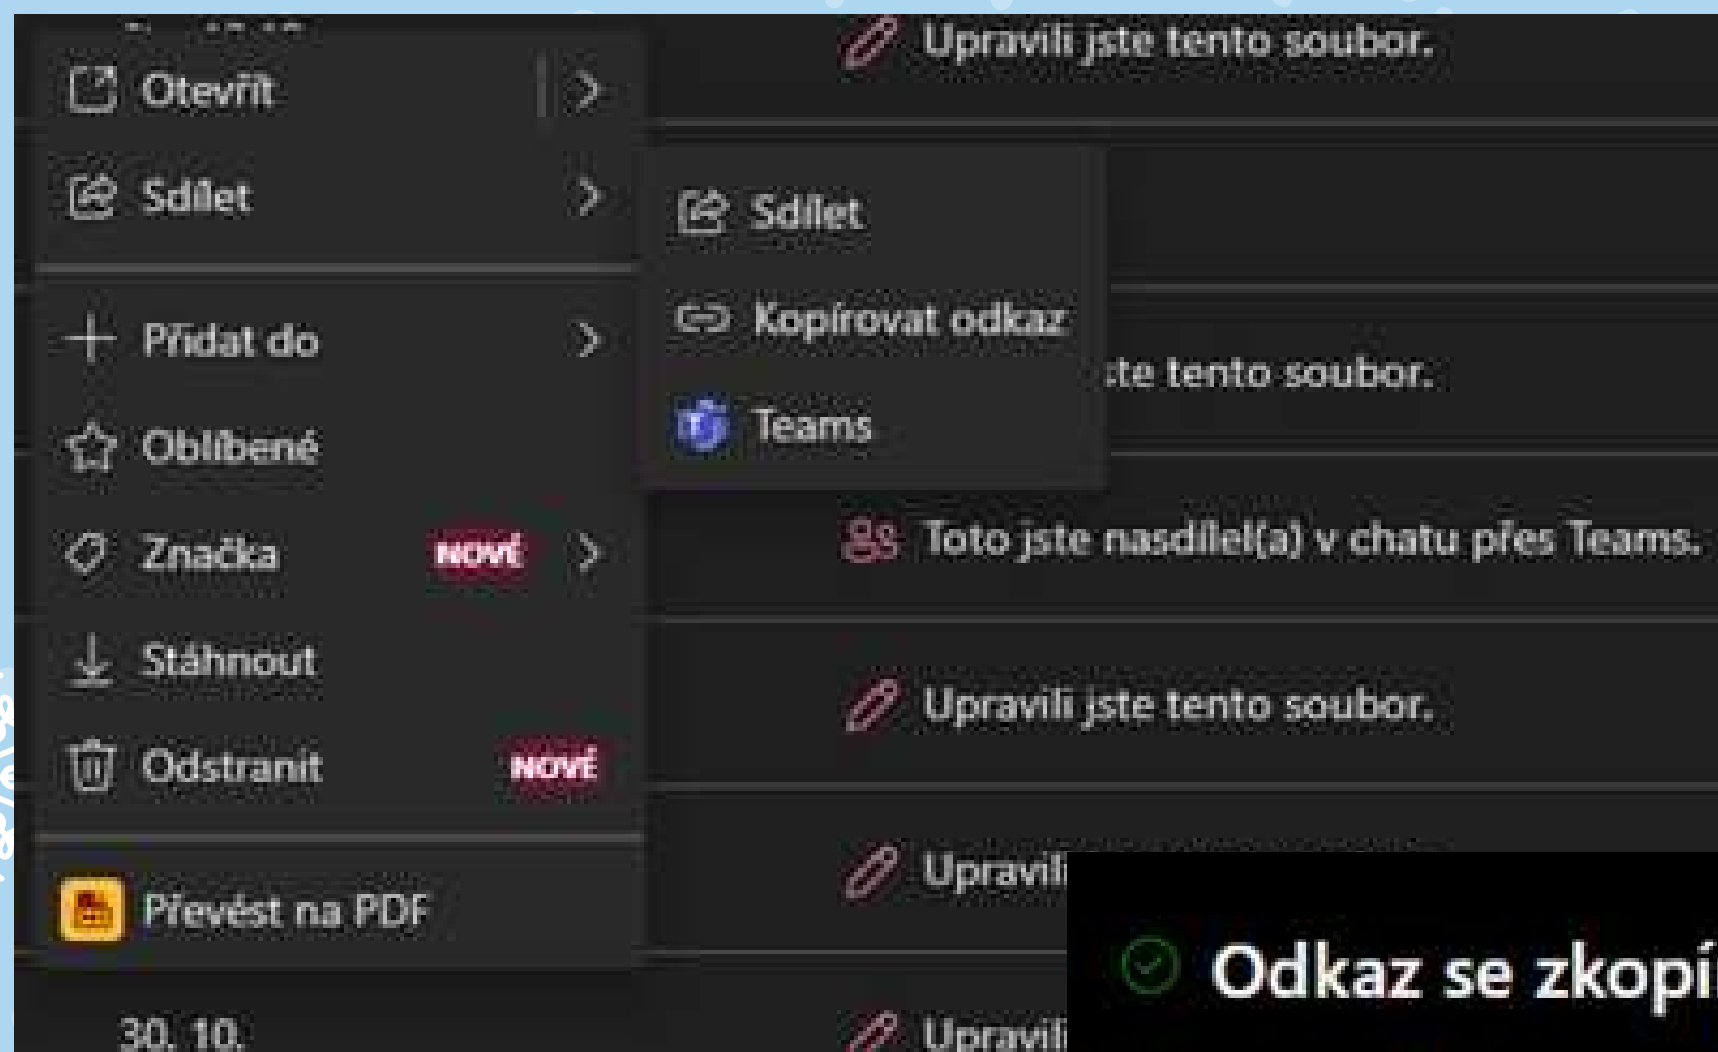 Otevřít
Sdílet
Přidat do
Oblíbené
Značka NOVÉ
Stáhnout
Odstranit NOVÉ
Převést na PDF
30. 10.
Sdílet
Kopírovat odkaz
Teams
Upravili jste tento soubor.
ste tento soubor.
Toto jste nasdílel(a) v chatu přes Teams.
Upravili jste tento soubor.
Upravili
Upravili
Odkaz se zkopí